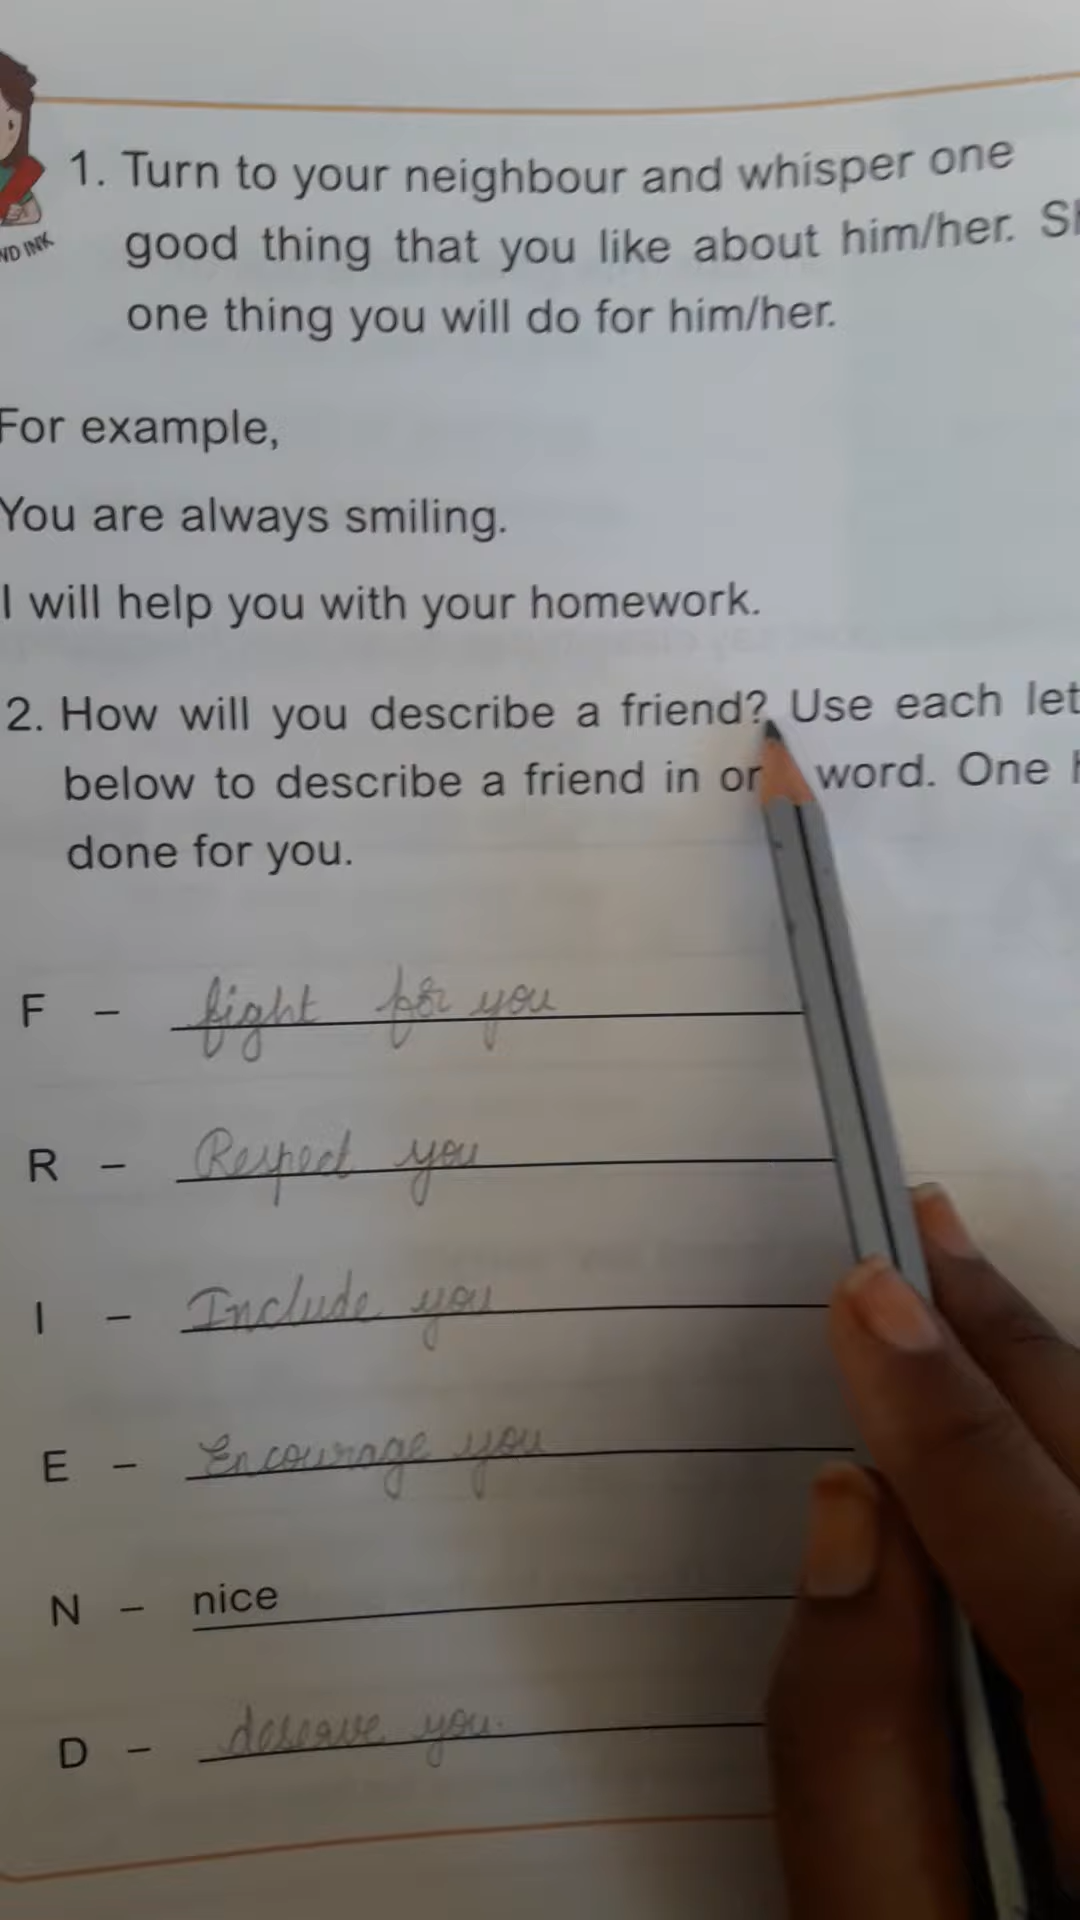 1. Turn to your neighbour and whisper one
good thing that you like about him/her.
one thing you will do for him/her.
For example,
You are always smiling.
I will help you with your homework.
2. How will you describe a friend? Use each
below to describe a friend in word. One
done for you.
F - fight for you
R - Respect you
I - Include you
E - Encourage you
N - nice
D - deserve you.
INK